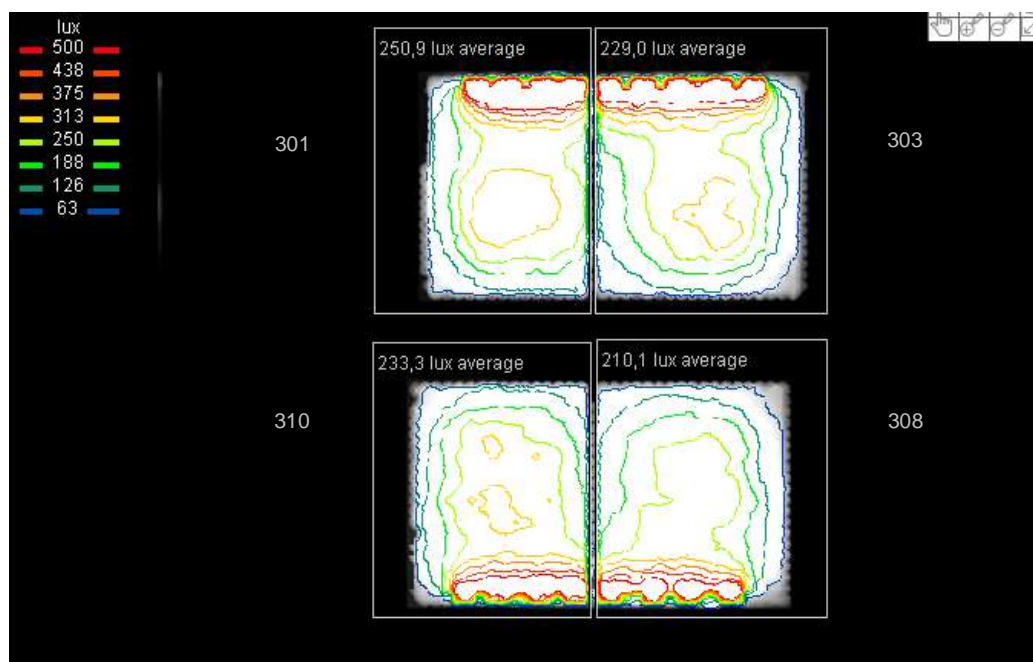 lux
500
438
375
313
250
188
126
63
250,9 lux average
229,0 lux average
301
303
233,3 lux average
210,1 lux average
310
308